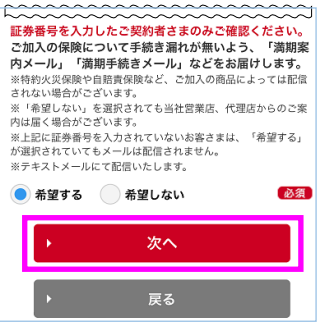 証券番号を入力したご契約者さまのみご確認ください。
ご加入の保険について手続き漏れが無いよう、「満期案
内メール」「満期手続きメール」などをお届けします。
※特約火災保険や自賠責保険など、ご加入の商品によっては配信
されない場合がございます。
※「希望しない」を選択されても当社営業店、代理店からのご案
内は届く場合がございます。
※上記に証券番号を入力されていないお客さまは、「希望する」
が選択されていてもメールは配信されません。
※テキストメールにて配信いたします。
希望する 希望しない 必須
次へ
戻る